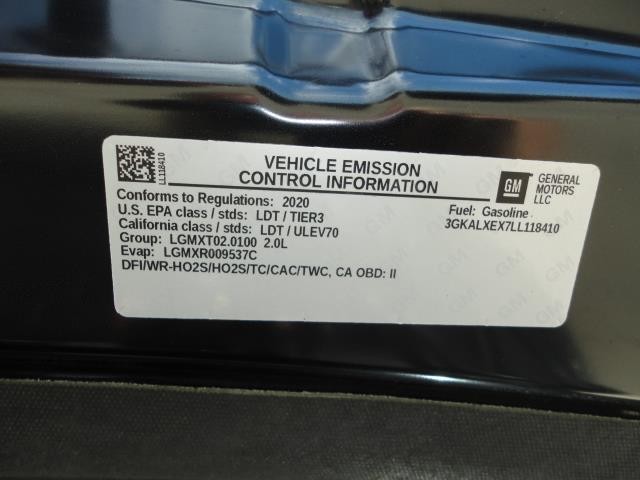 LL118410
VEHICLE EMISSION
CONTROL INFORMATION
GM
GENERAL
MOTORS
LLC
Conforms to Regulations: 2020
U.S. EPA class / stds: LDT / TIER3
California class / stds: LDT / ULEV70
Group: LGMXT02.0100 2.0L
Evap: LGMXR009537C
DFI/WR-HO2S/HO2S/TC/CAC/TWC, CA OBD: II
Fuel: Gasoline
3GKALXEX7LL118410